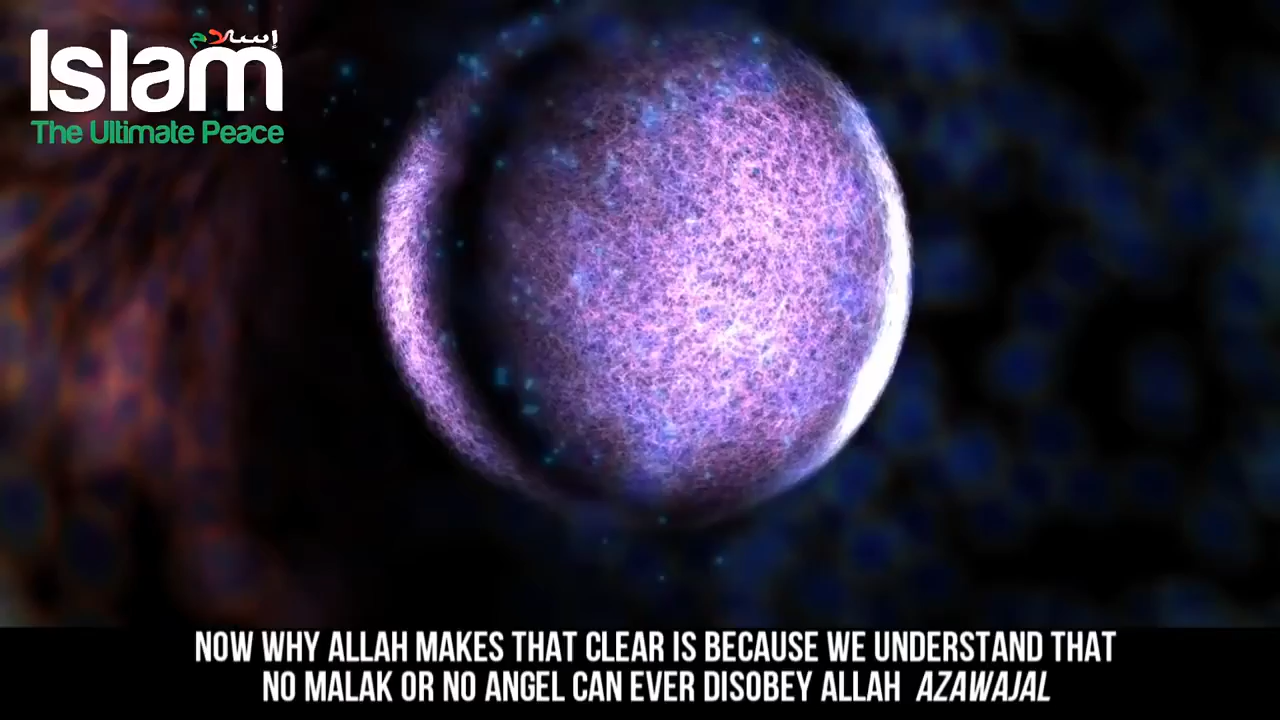 إسلام
Islam
The Ultimate Peace
NOW WHY ALLAH MAKES THAT CLEAR IS BECAUSE WE UNDERSTAND THAT
NO MALAK OR NO ANGEL CAN EVER DISOBEY ALLAH AZAWAJAL